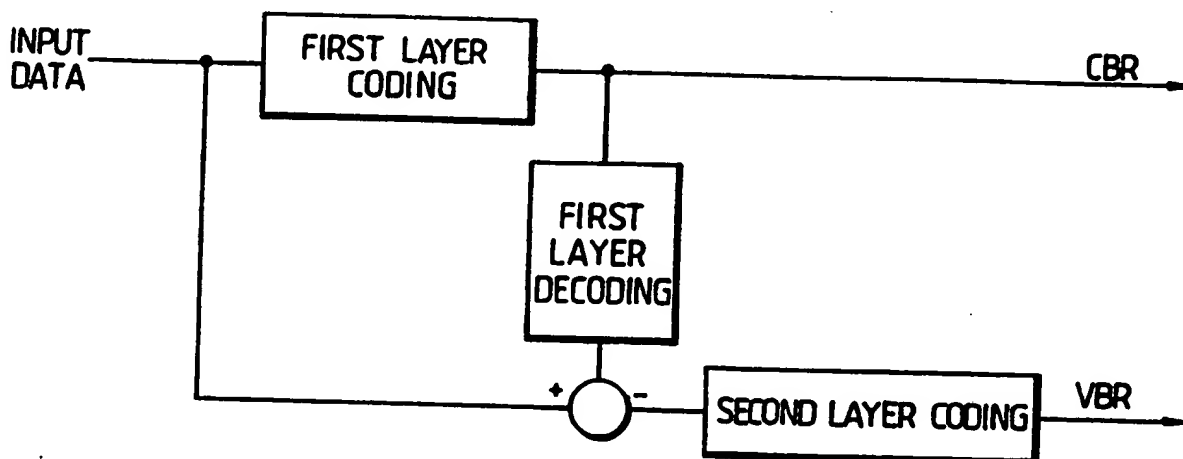 INPUT
DATA
FIRST LAYER
CODING
CBR
FIRST
LAYER
DECODING
+
-
SECOND LAYER CODING
VBR